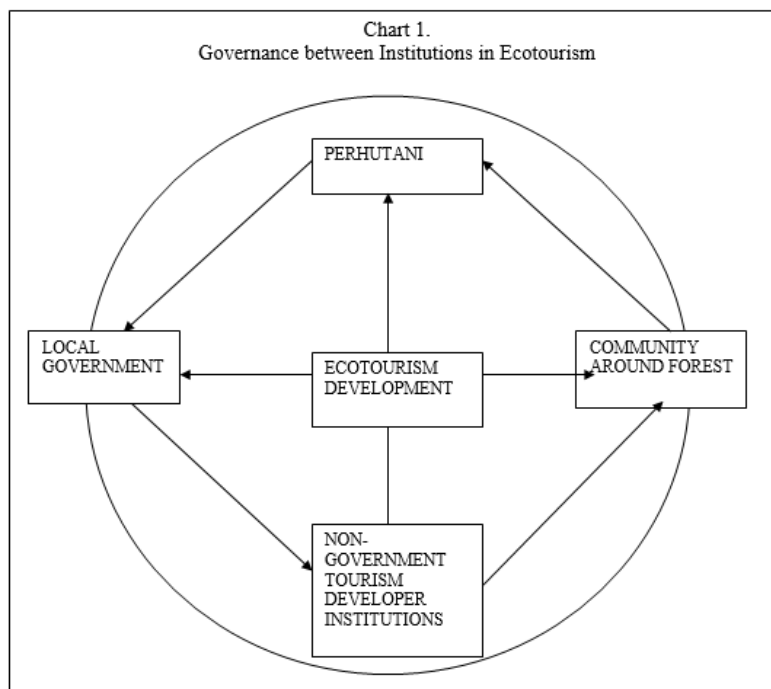 Chart 1.
Governance between Institutions in Ecotourism
PERHUTANI
LOCAL
GOVERNMENT
ECOTOURISM
DEVELOPMENT
COMMUNITY
AROUND FOREST
NON-
GOVERNMENT
TOURISM
DEVELOPER
INSTITUTIONS